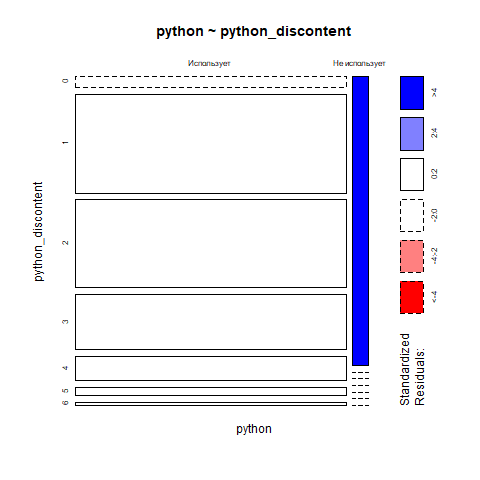 python ~ python_discontent
Использует
Не использует
0
1
2
3
4
5
6
python_discontent
python
>4
2:4
0:2
-2:0
-4:-2
<-4
Standardized
Residuals: